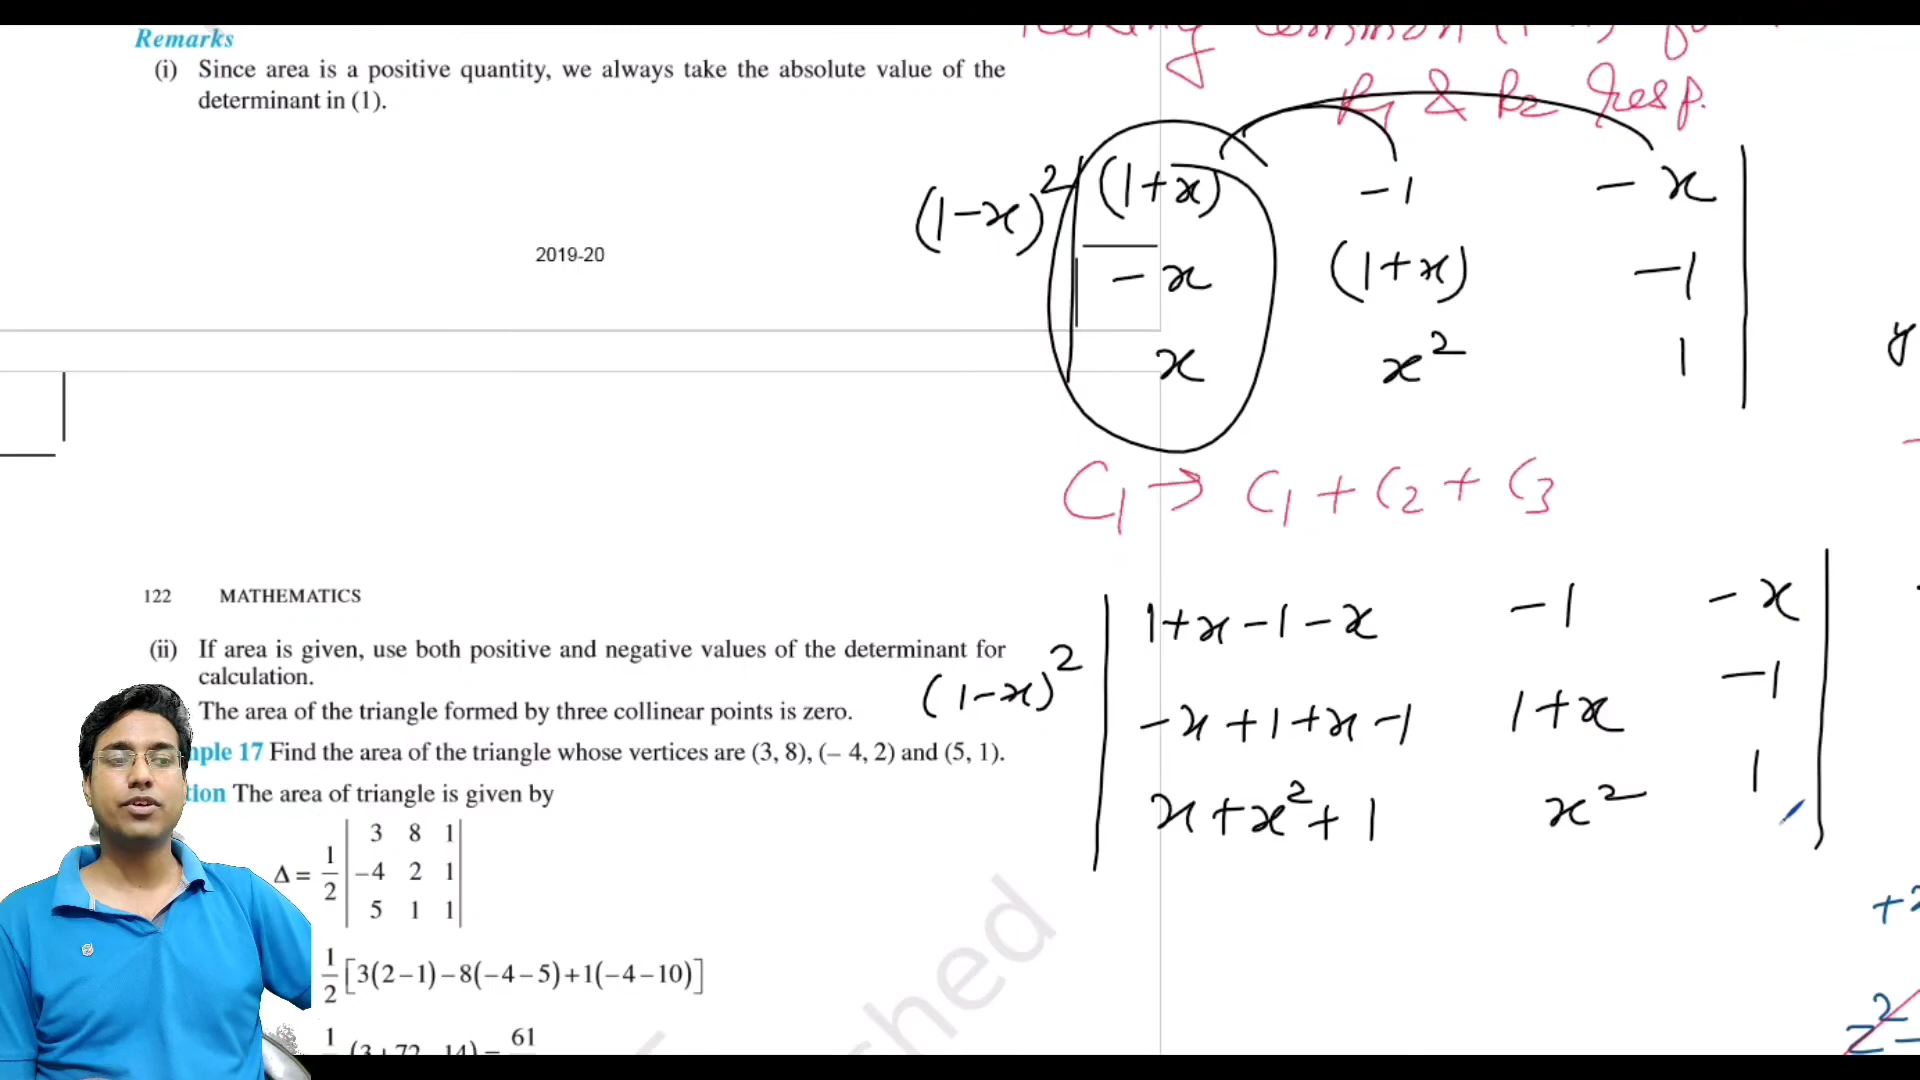 Remarks
(i) Since area is a positive quantity, we always take the absolute value of the
determinant in (1).
2019-20
122 MATHEMATICS
(ii) If area is given, use both positive and negative values of the determinant for
calculation.
The area of the triangle formed by three collinear points is zero.
17 Find the area of the triangle whose vertices are (3, 8), (– 4, 2) and (5, 1).
The area of triangle is given by
Δ = 1/2 | 3 8 1 |
| –4 2 1 |
| 5 1 1 |
1/2 [3(2–1)–8(–4–5)+1(–4–10)]
61
P1 & P2 resp.
(1-x)² | (1+x) -1 -x |
-x (1+x) -1
x x² 1
C1 → C1 + C2 + C3
(1-x)² | 1+x-1-x -1 -x |
-x+1+x-1 1+x -1
x+x²+1 x² 1
y